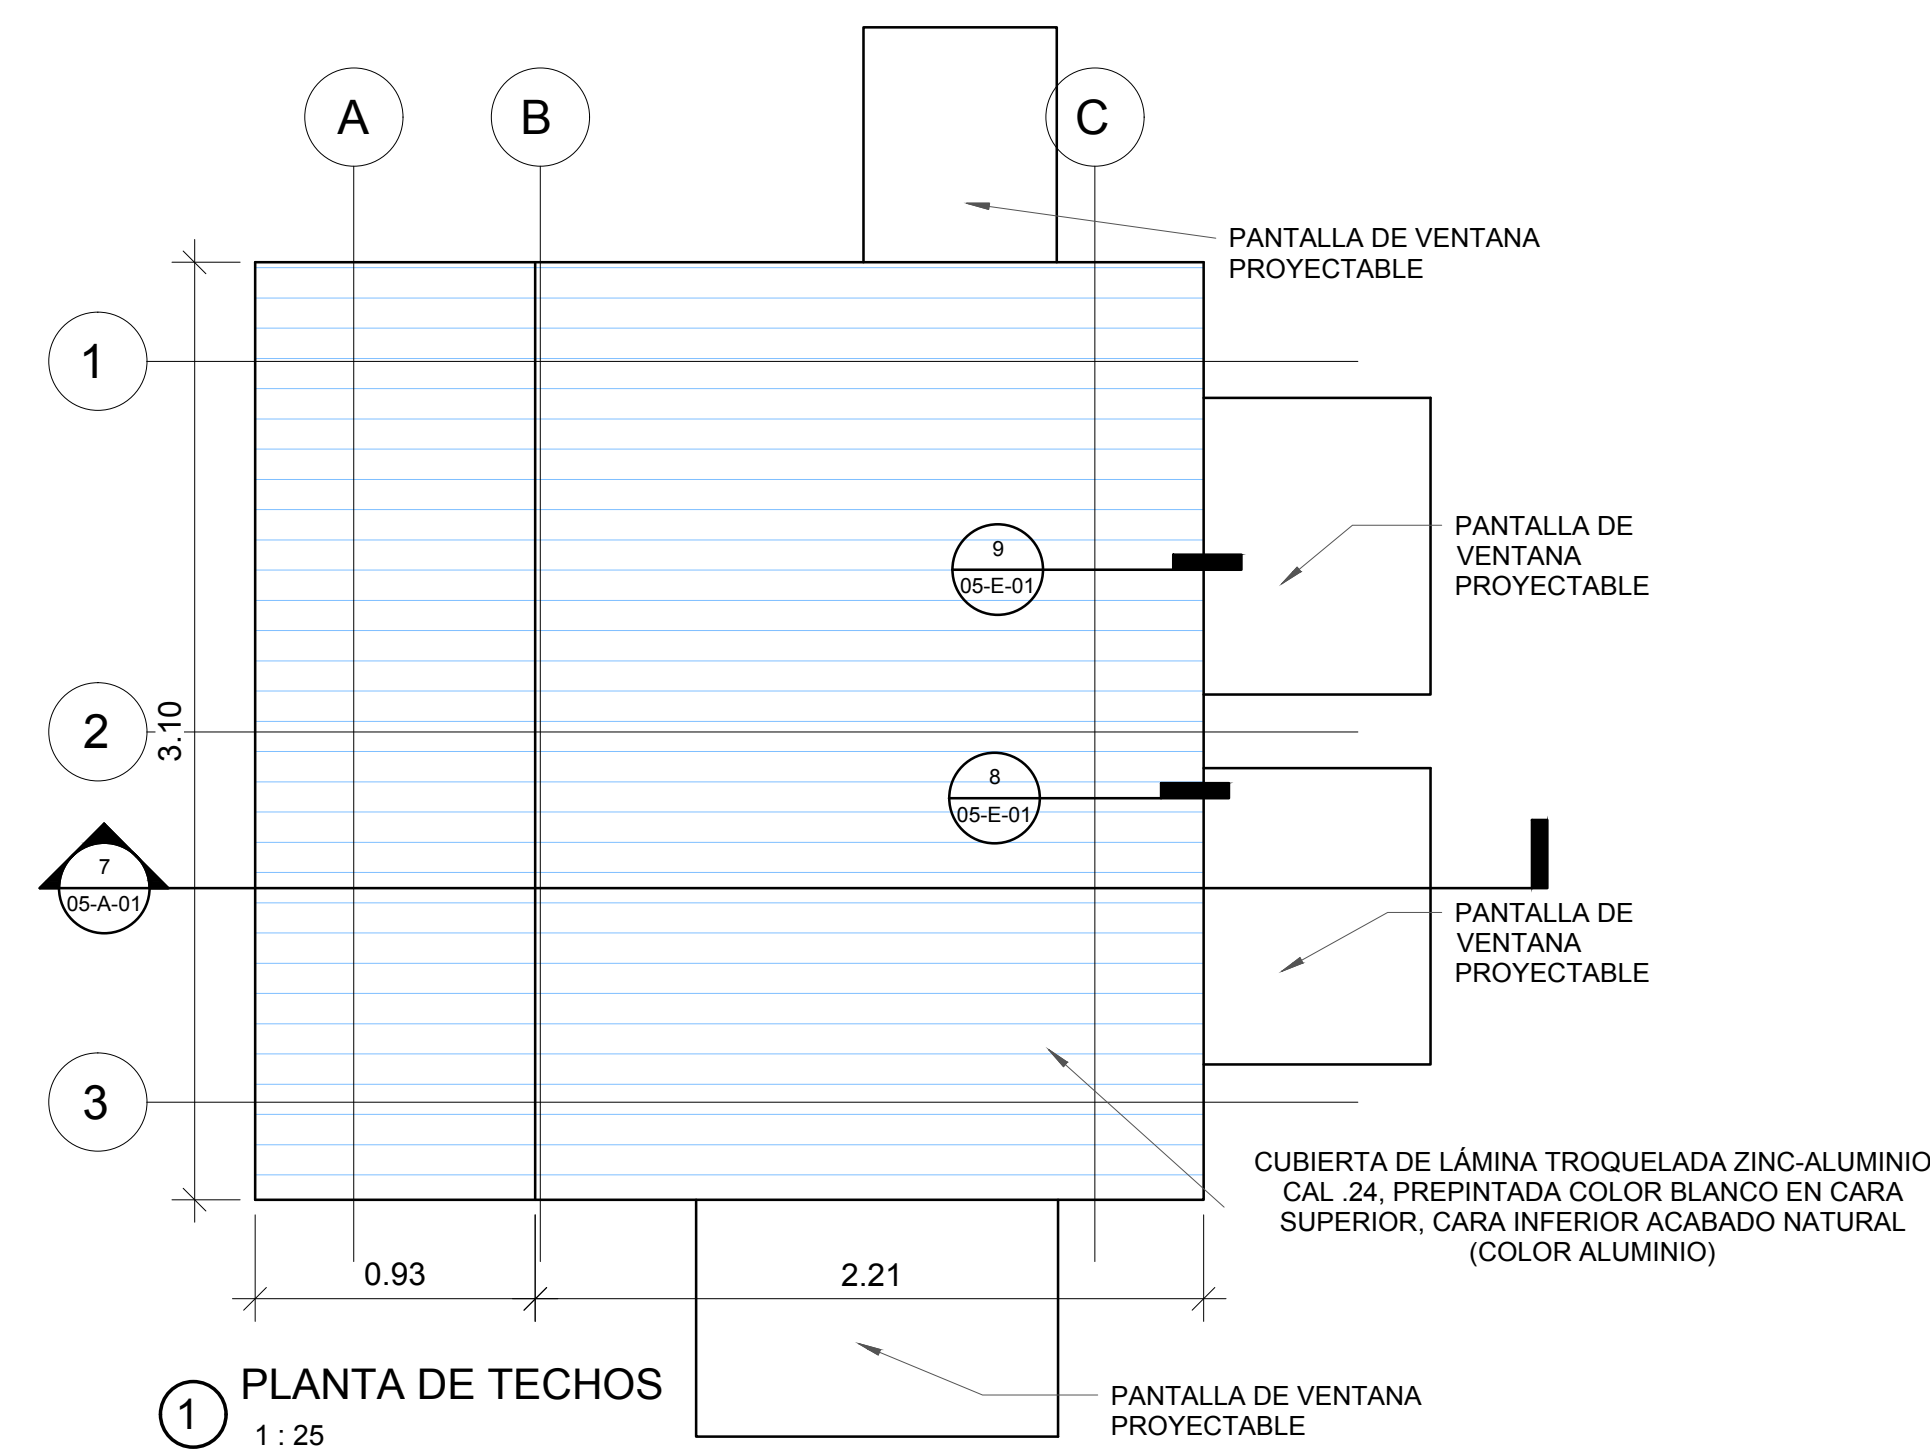 A
B
C
PANTALLA DE VENTANA
PROYECTABLE
1
PANTALLA DE
VENTANA
PROYECTABLE
9
05-E-01
2
3.10
8
05-E-01
7
05-A-01
PANTALLA DE
VENTANA
PROYECTABLE
3
CUBIERTA DE LÁMINA TROQUELADA ZINC-ALUMINIO
CAL .24, PREPINTADA COLOR BLANCO EN CARA
SUPERIOR, CARA INFERIOR ACABADO NATURAL
(COLOR ALUMINIO)
0.93
2.21
1
PLANTA DE TECHOS
1 : 25
PANTALLA DE VENTANA
PROYECTABLE